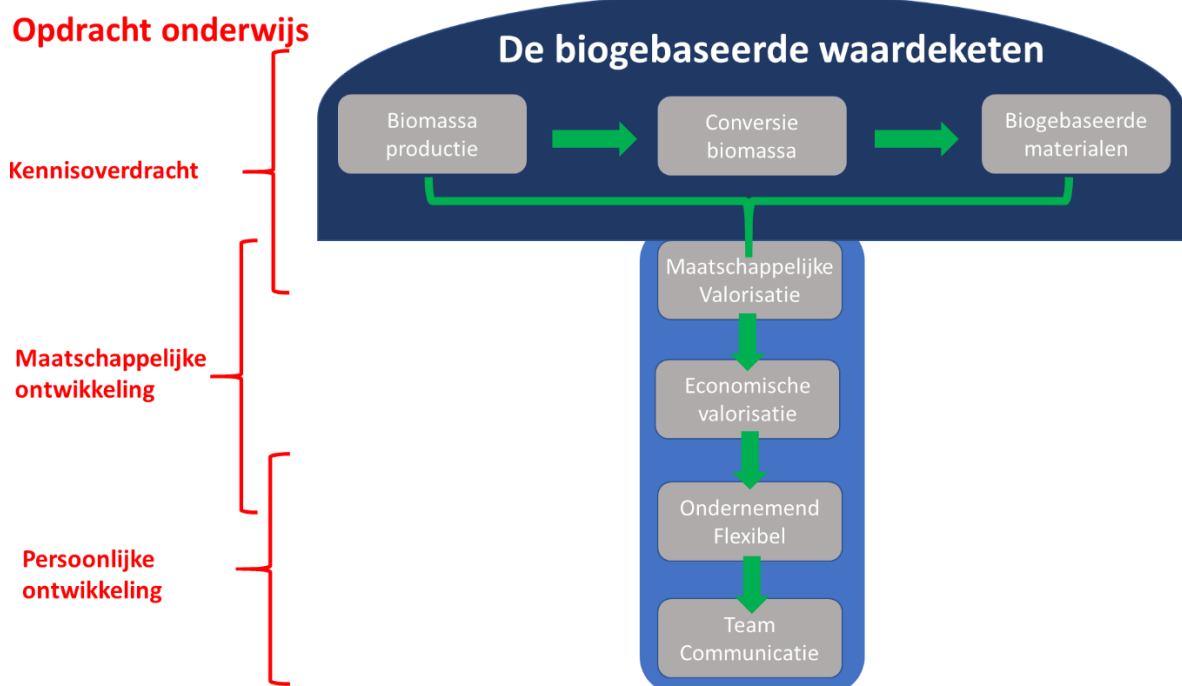 Opdracht onderwijs
De biogebaseerde waardeketen
Biomassa
productie
Conversie
biomassa
Biogebaseerde
materialen
Kennisoverdracht
Maatschappelijke
Valorisatie
Maatschappelijke
ontwikkeling
Economische
valorisatie
Ondernemend
Flexibel
Persoonlijke
ontwikkeling
Team
Communicatie